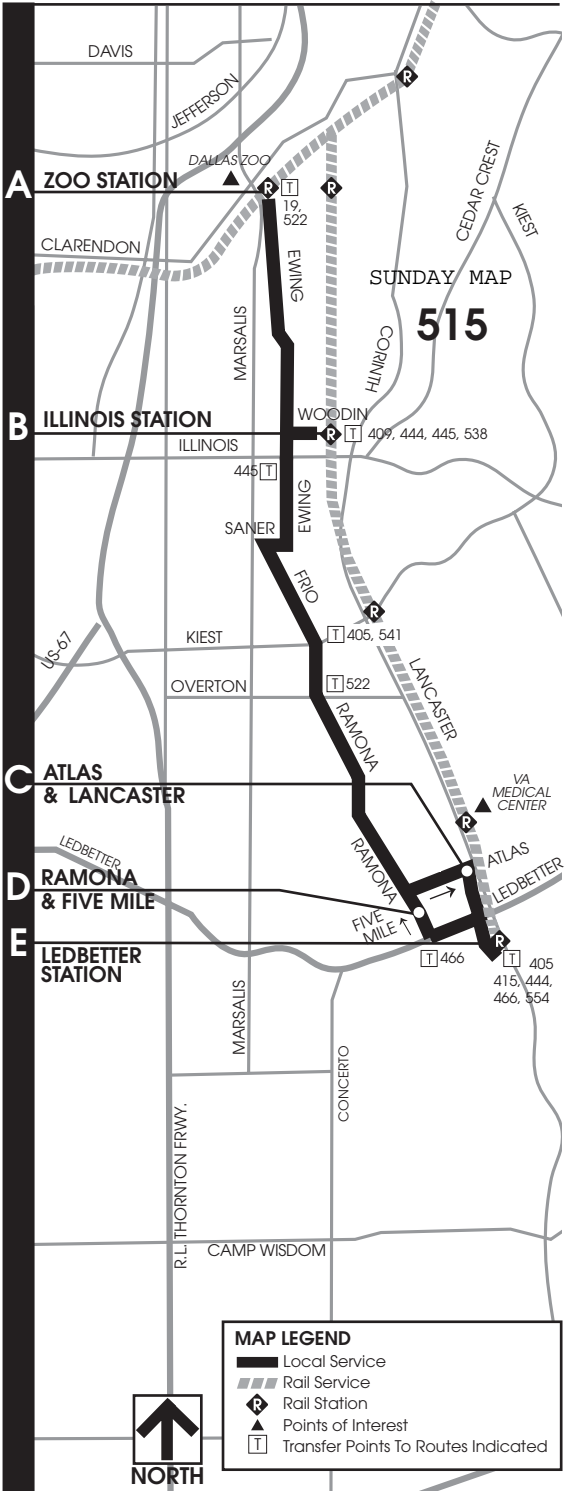 DAVIS
JEFFERSON
DALLAS ZOO
A ZOO STATION
R
R
T
19,
522
R
CLARENDON
EWING
CEDAR CREST
KIEST
SUNDAY MAP
515
MARSALIS
CORINTH
WOODIN
B ILLINOIS STATION
R
T 409, 444, 445, 538
ILLINOIS
445 T
EWING
SANER
FRIO
R
KIEST
T 405, 541
US-67
OVERTON
T 522
LANCASTER
RAMONA
C ATLAS
& LANCASTER
VA
MEDICAL
CENTER
R
LEDBETTER
RAMONA
ATLAS
LEDBETTER
D RAMONA
& FIVE MILE
FIVE
MILE
E LEDBETTER
STATION
R
T 466
T 405
415, 444,
466, 554
MARSALIS
CONCERTO
R.L. THORNTON FRWY.
CAMP WISDOM
MAP LEGEND
Local Service
Rail Service
R Rail Station
Points of Interest
T Transfer Points To Routes Indicated
NORTH